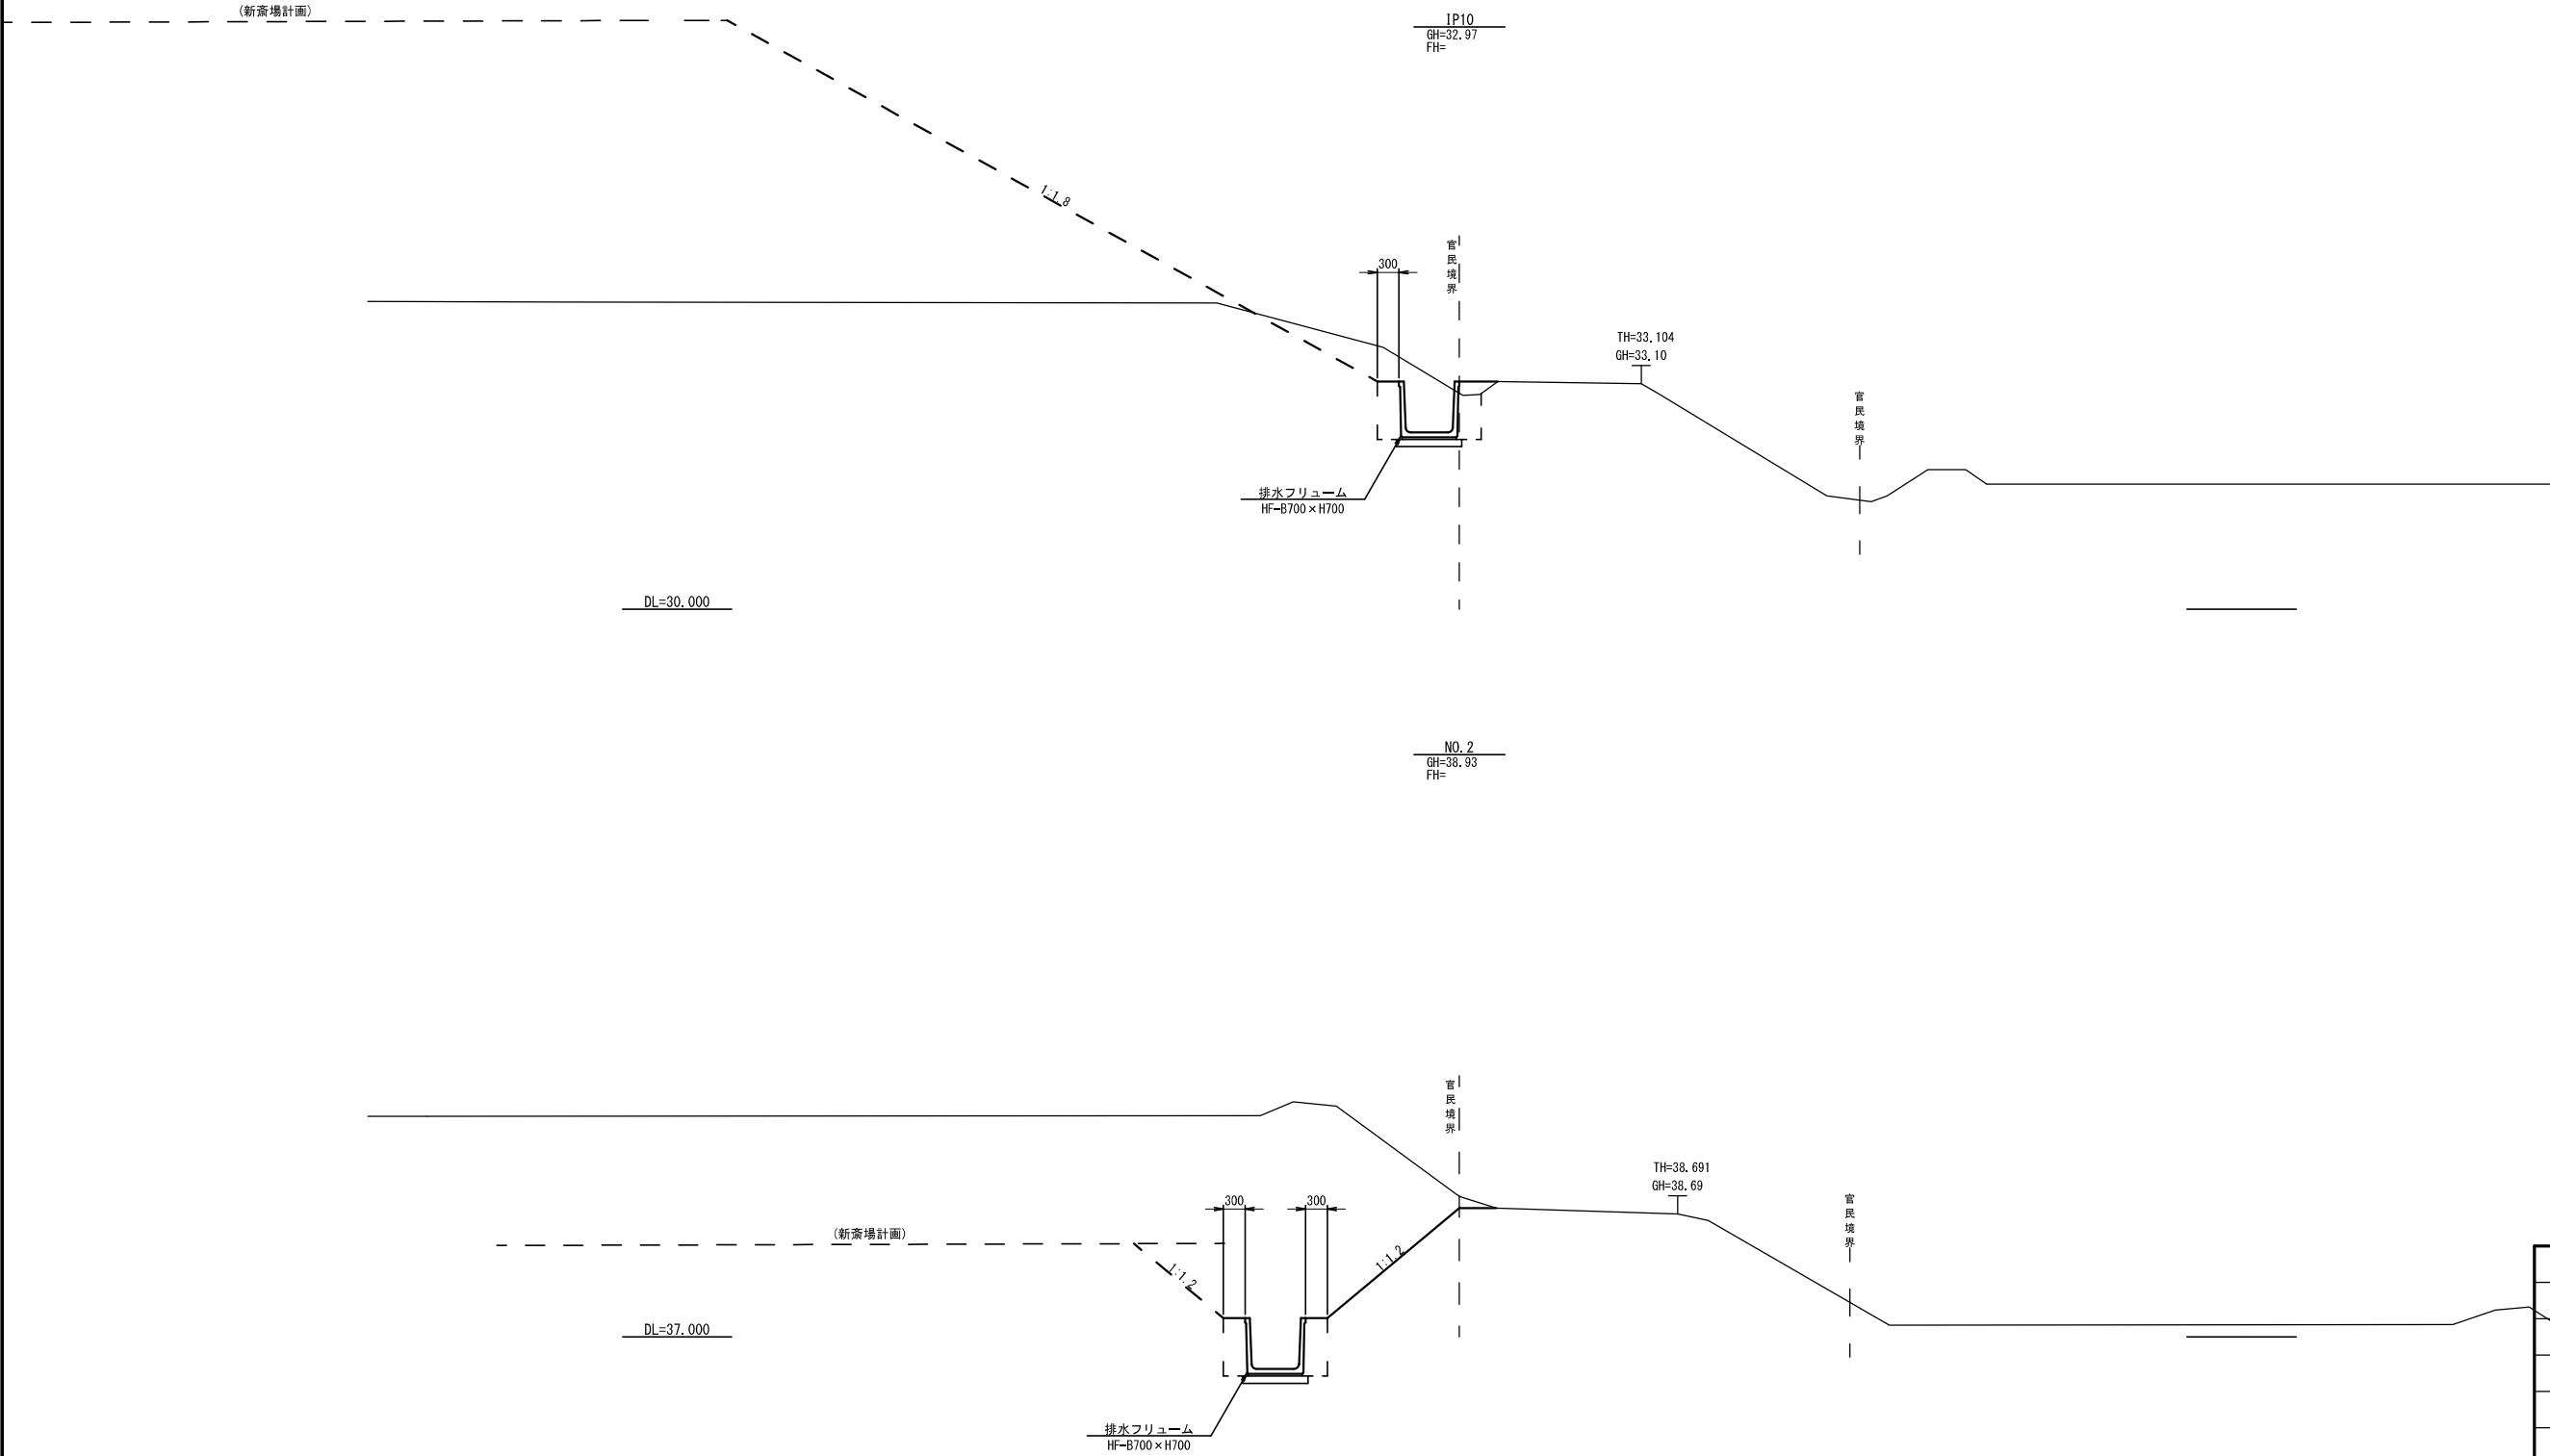 (新斎場計画)
IP10
GH=32.97
FH=
1:1.8
官民境界
300
TH=33.104
GH=33.10
官民境界
排水フリューム
HF-B700×H700
DL=30.000
NO.2
GH=38.93
FH=
官民境界
TH=38.691
GH=38.69
300
300
官民境界
(新斎場計画)
1:1.2
1:1.2
DL=37.000
排水フリューム
HF-B700×H700